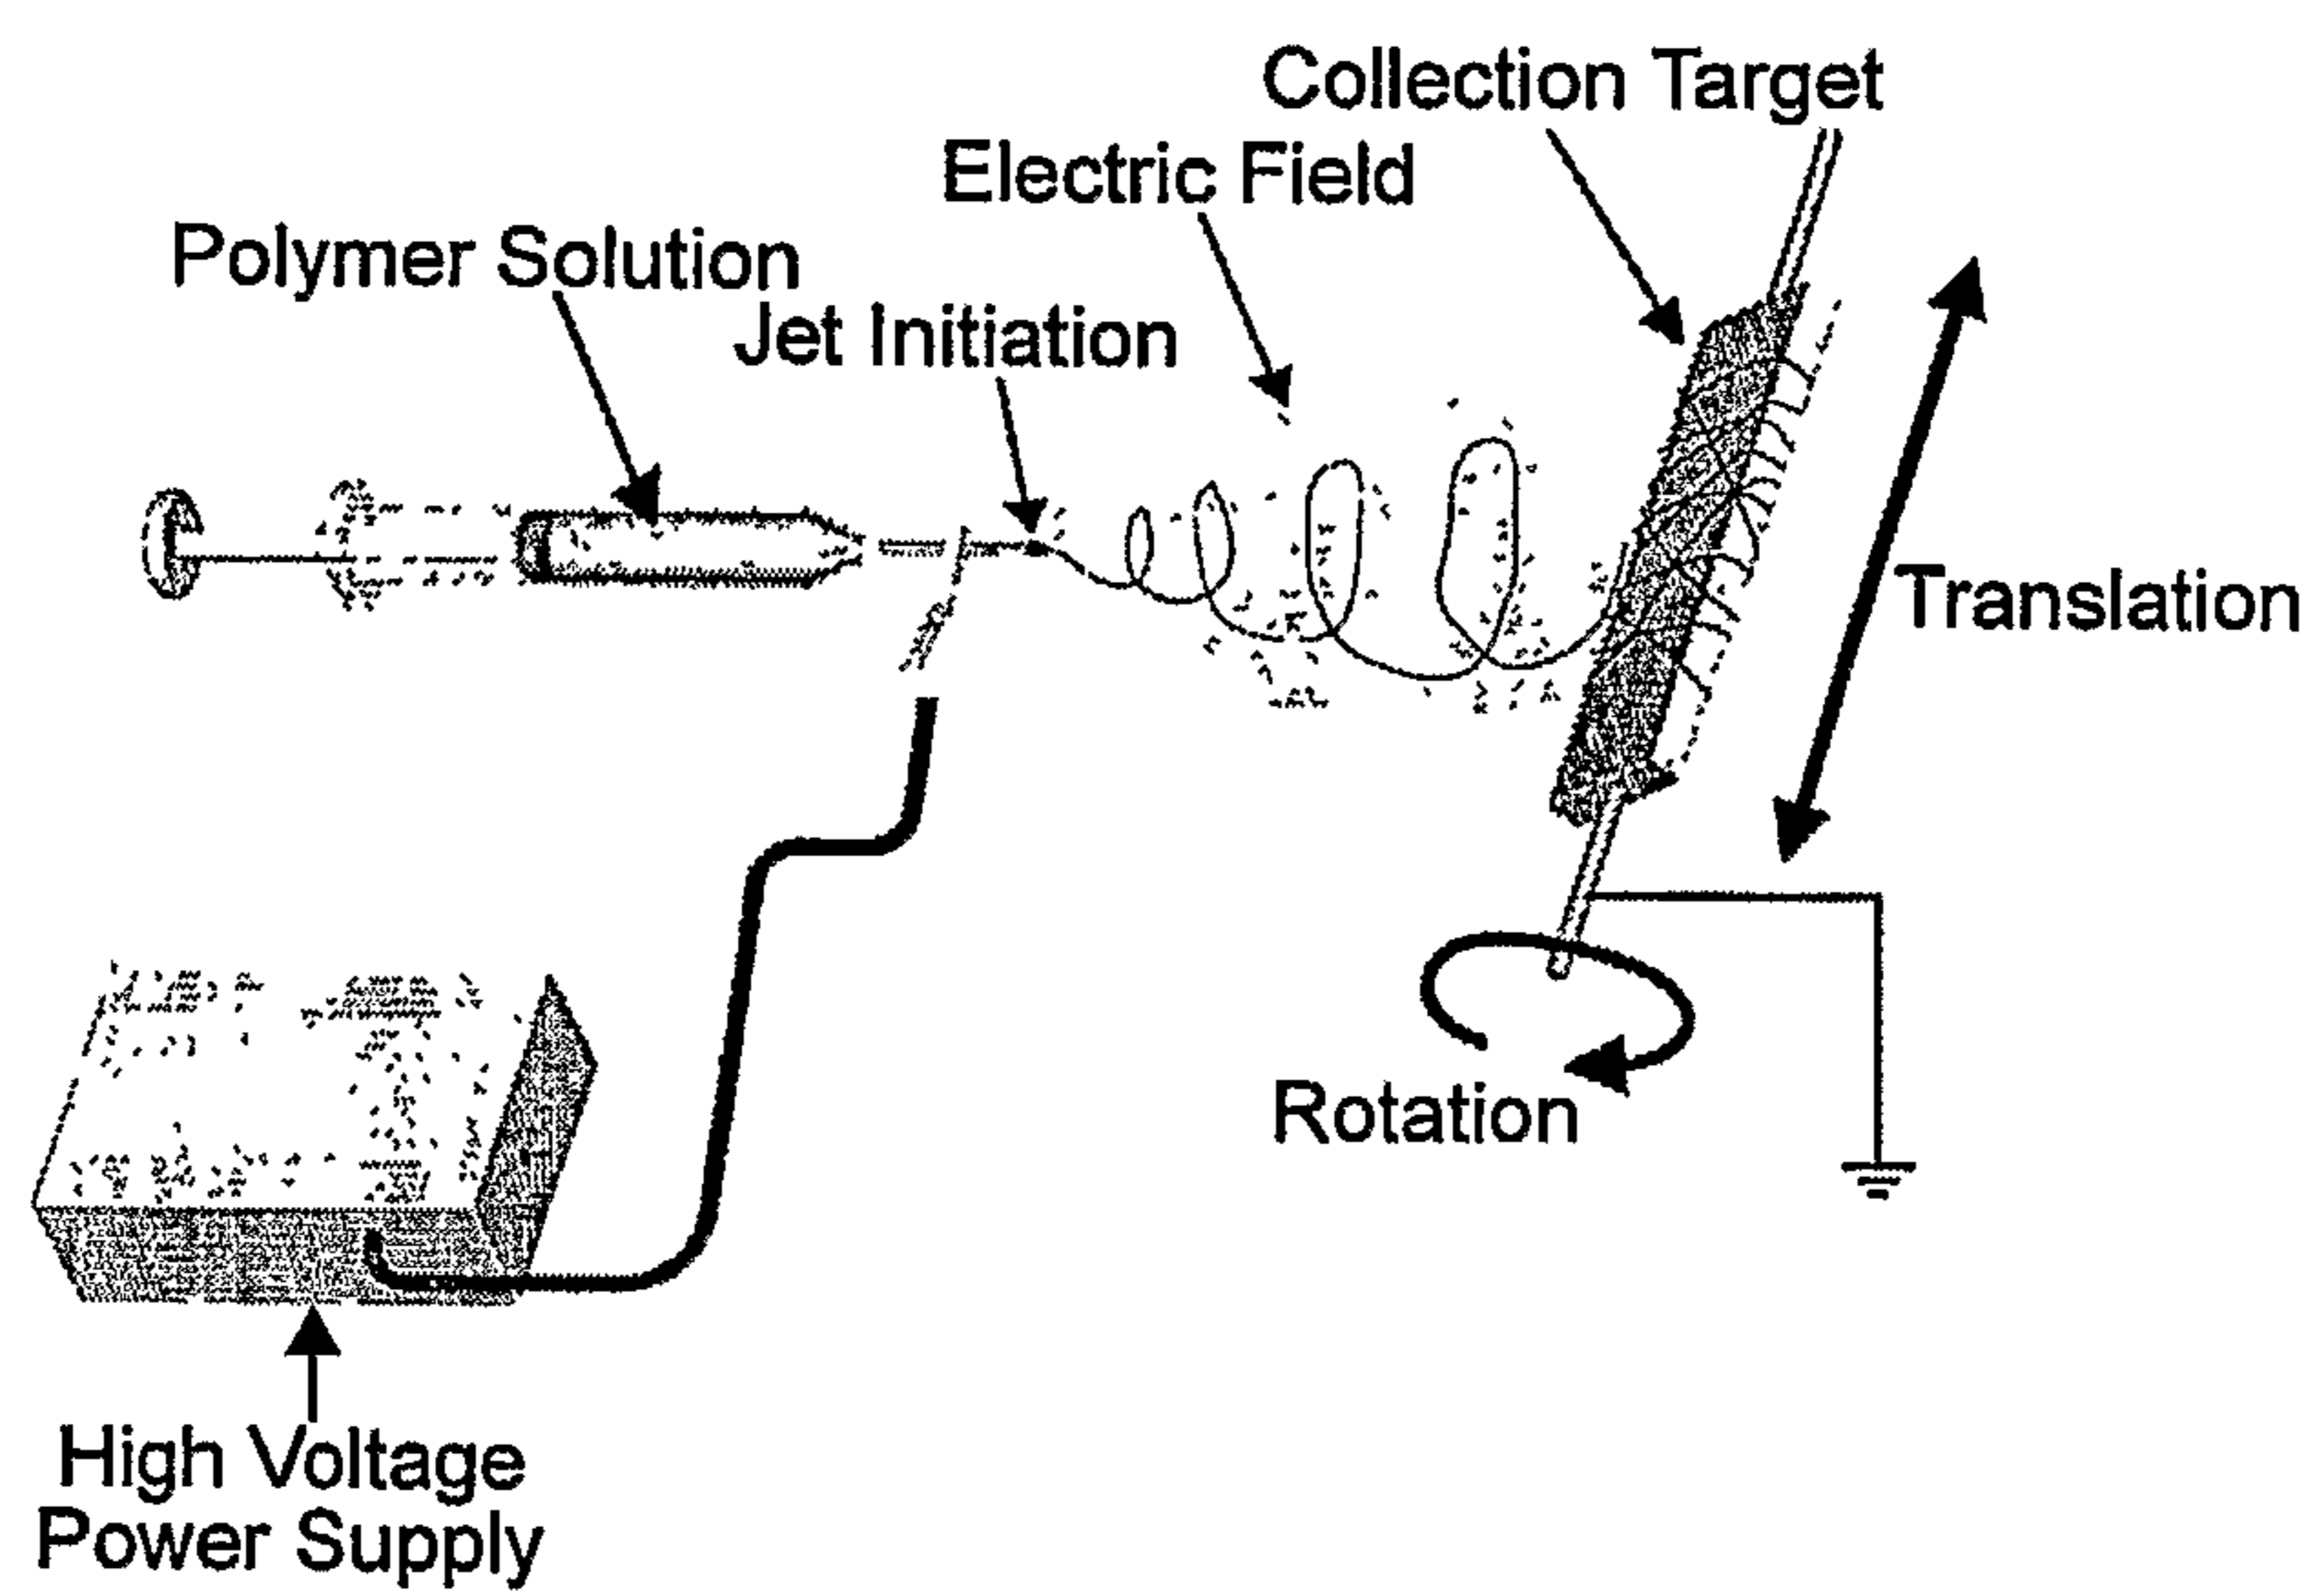 Collection Target
Electric Field
Polymer Solution
Jet Initiation
Translation
Rotation
High Voltage
Power Supply